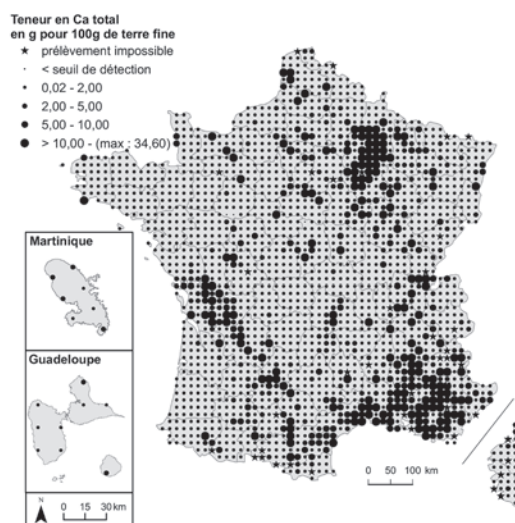 Teneur en Ca total
en g pour 100g de terre fine
prélèvement impossible
< seuil de détection
0,02 - 2,00
2,00 - 5,00
5,00 - 10,00
> 10,00 - (max : 34,60)
Martinique
Guadeloupe
N
0 15 30 km
0 50 100 km